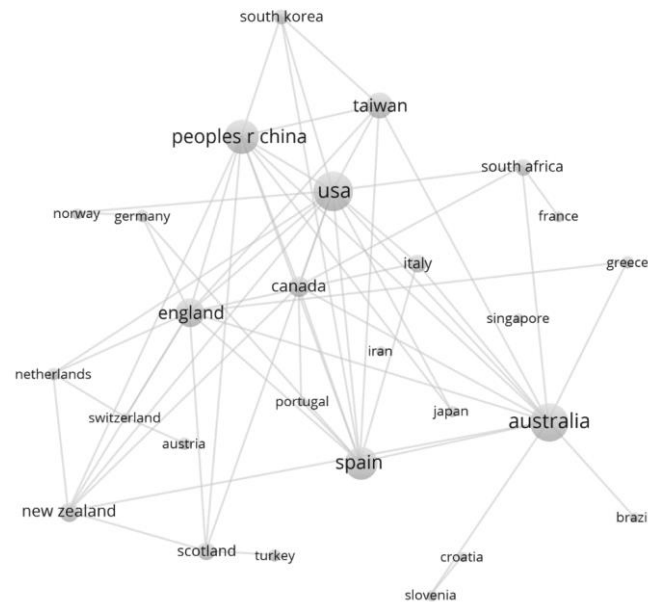 south korea
taiwan
peoples r china
south africa
usa
norway
germany
france
italy
greece
canada
england
singapore
iran
netherlands
portugal
japan
switzerland
australia
austria
spain
new zealand
brazi
scotland
turkey
croatia
slovenia